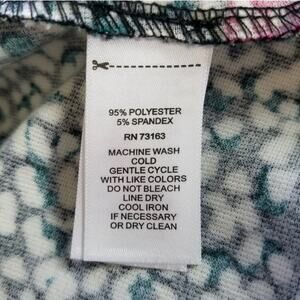 95% POLYESTER
5% SPANDEX
RN 73163
MACHINE WASH
COLD
GENTLE CYCLE
WITH LIKE COLORS
DO NOT BLEACH
LINE DRY
COOL IRON
IF NECESSARY
OR DRY CLEAN